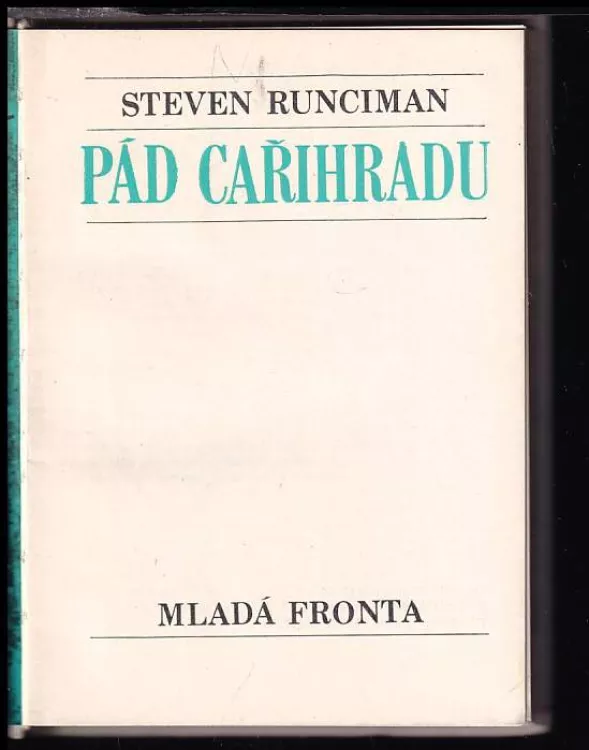 STEVEN RUNCIMAN
PÁD CAŘIHRADU
MLADÁ FRONTA